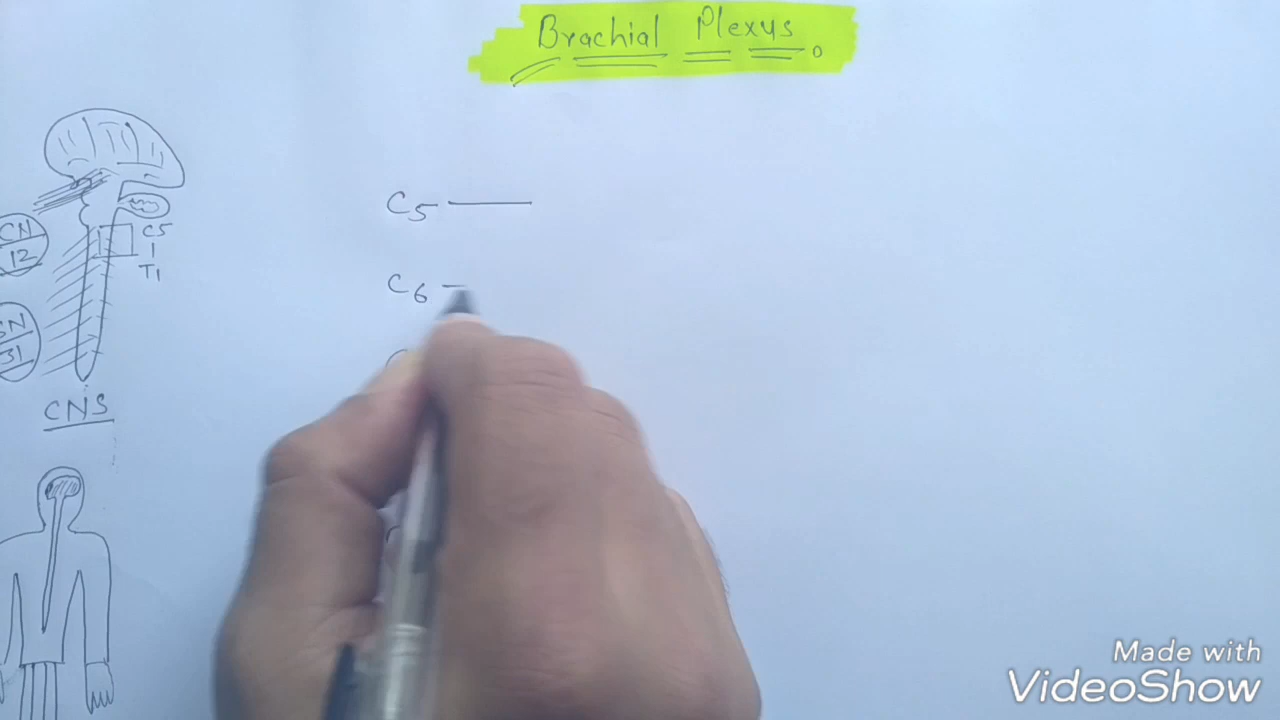 Brachial Plexus.
C5
C6
CN
12
C5
T1
SN
31
CNS
Made with
VideoShow